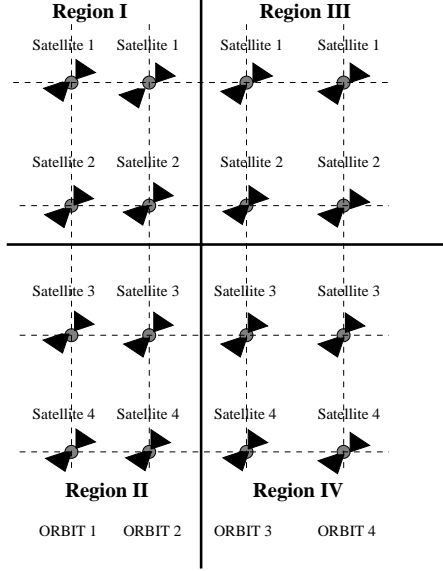 Region I Region III
Satellite 1 Satellite 1 Satellite 1 Satellite 1
Satellite 2 Satellite 2 Satellite 2 Satellite 2
Satellite 3 Satellite 3 Satellite 3 Satellite 3
Satellite 4 Satellite 4 Satellite 4 Satellite 4
Region II Region IV
ORBIT 1 ORBIT 2 ORBIT 3 ORBIT 4